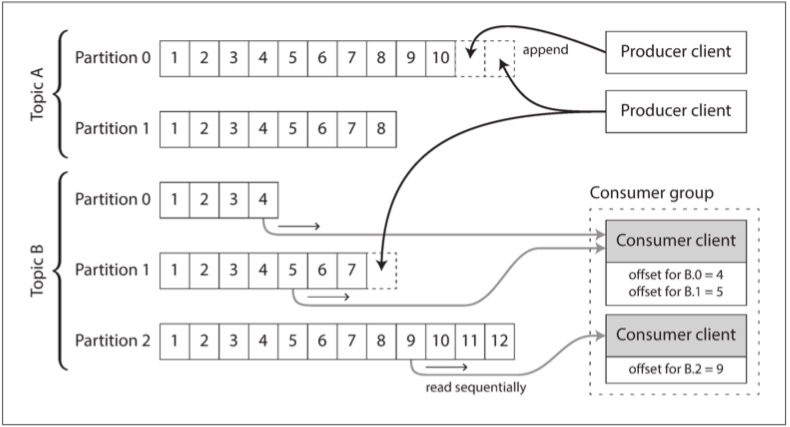 Topic A
Partition 0 1 2 3 4 5 6 7 8 9 10
append
Producer client
Partition 1 1 2 3 4 5 6 7 8
Producer client
Topic B
Partition 0 1 2 3 4
Partition 1 1 2 3 4 5 6 7
Partition 2 1 2 3 4 5 6 7 8 9 10 11 12
read sequentially
Consumer group
Consumer client
offset for B.0 = 4
offset for B.1 = 5
Consumer client
offset for B.2 = 9